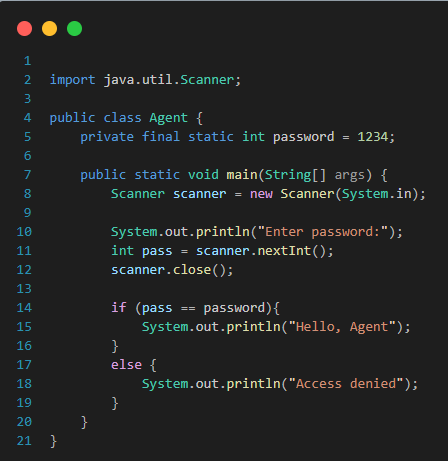 1
2 import java.util.Scanner;
3
4 public class Agent {
5     private final static int password = 1234;
6
7     public static void main(String[] args) {
8         Scanner scanner = new Scanner(System.in);
9
10         System.out.println("Enter password:");
11         int pass = scanner.nextInt();
12         scanner.close();
13
14         if (pass == password){
15             System.out.println("Hello, Agent");
16         }
17         else {
18             System.out.println("Access denied");
19         }
20     }
21 }